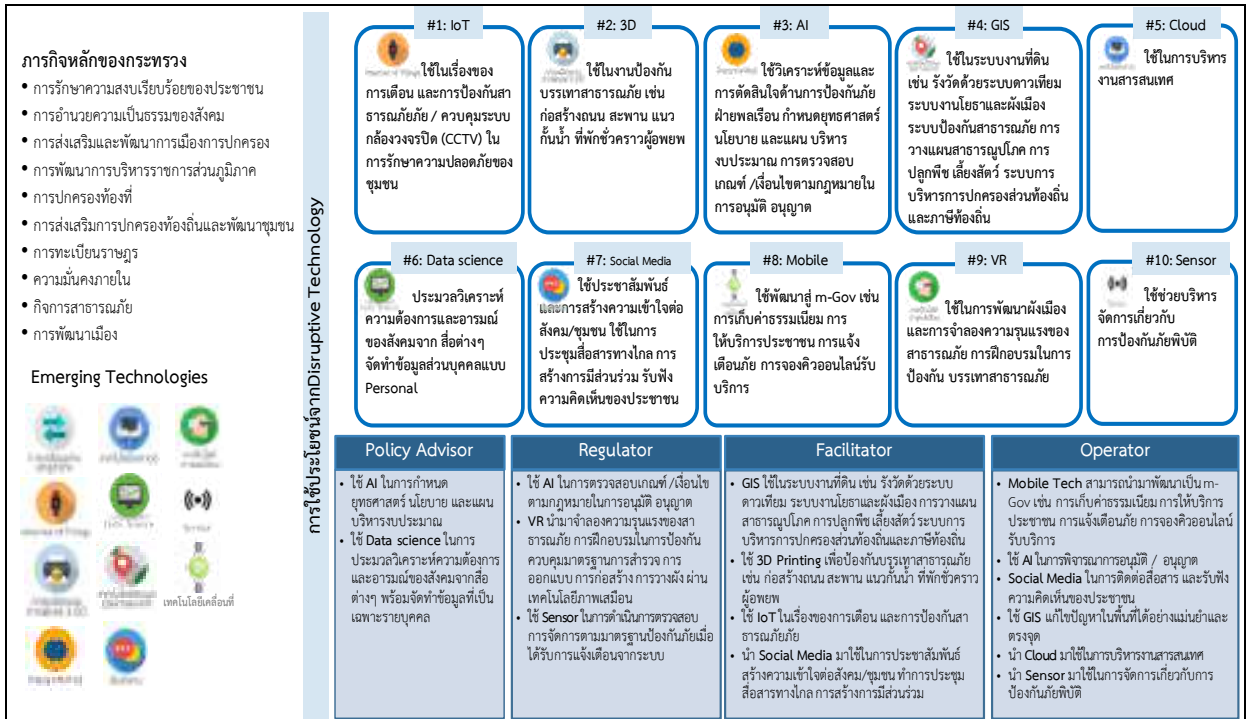 ภารกิจหลักของกระทรวง
• การรักษาความสงบเรียบร้อยของประชาชน
• การอำนวยความเป็นธรรมของสังคม
• การส่งเสริมและพัฒนาการเมืองการปกครอง
• การพัฒนาการบริหารราชการส่วนภูมิภาค
• การปกครองท้องที่
• การส่งเสริมการปกครองท้องถิ่นและพัฒนาชุมชน
• การทะเบียนราษฎร
• ความมั่นคงภายใน
• กิจการสาธารณภัย
• การพัฒนาเมือง
Emerging Technologies
เทคโนโลยีเคลื่อนที่
การใช้ประโยชน์จากDisruptive Technology
#1: IoT
ใช้ในเรื่องของ
การเตือน และการป้องกันสา
ธารณภัยภัย / ควบคุมระบบ
กล้องวงจรปิด (CCTV) ใน
การรักษาความปลอดภัยของ
ชุมชน
#2: 3D
ใช้ในงานป้องกัน
บรรเทาสาธารณภัย เช่น
ก่อสร้างถนน สะพาน แนว
กั้นน้ำ ที่พักชั่วคราวผู้อพยพ
#3: AI
ใช้วิเคราะห์ข้อมูลและ
การตัดสินใจด้านการป้องกันภัย
ฝ่ายพลเรือน กำหนดยุทธศาสตร์
นโยบาย และแผน บริหาร
งบประมาณ การตรวจสอบ
เกณฑ์ /เงื่อนไขตามกฎหมายใน
การอนุมัติ อนุญาต
#4: GIS
ใช้ในระบบงานที่ดิน
เช่น รังวัดด้วยระบบดาวเทียม
ระบบงานโยธาและผังเมือง
ระบบป้องกันสาธารณภัย การ
วางแผนสาธารณูปโภค การ
ปลูกพืช เลี้ยงสัตว์ ระบบการ
บริหารการปกครองส่วนท้องถิ่น
และภาษีท้องถิ่น
#5: Cloud
ใช้ในการบริหาร
งานสารสนเทศ
#6: Data science
ประมวลวิเคราะห์
ความต้องการและอารมณ์
ของสังคมจาก สื่อต่างๆ
จัดทำข้อมูลส่วนบุคคลแบบ
Personal
#7: Social Media
ใช้ประชาสัมพันธ์
และการสร้างความเข้าใจต่อ
สังคม/ชุมชน ใช้ในการ
ประชุมสื่อสารทางไกล การ
สร้างการมีส่วนร่วม รับฟัง
ความคิดเห็นของประชาชน
#8: Mobile
ใช้พัฒนาสู่ m-Gov เช่น
การเก็บค่าธรรมเนียม การ
ให้บริการประชาชน การแจ้ง
เตือนภัย การจองคิวออนไลน์รับ
บริการ
#9: VR
ใช้ในการพัฒนาผังเมือง
และการจำลองความรุนแรงของ
สาธารณภัย การฝึกอบรมในการ
ป้องกัน บรรเทาสาธารณภัย
#10: Sensor
ใช้ช่วยบริหาร
จัดการเกี่ยวกับ
การป้องกันภัยพิบัติ
Policy Advisor
• ใช้ AI ในการกำหนด
ยุทธศาสตร์ นโยบาย และแผน
บริหารงบประมาณ
• ใช้ Data science ในการ
ประมวลวิเคราะห์ความต้องการ
และอารมณ์ของสังคมจากสื่อ
ต่างๆ พร้อมจัดทำข้อมูลที่เป็น
เฉพาะรายบุคคล
Regulator
• ใช้ AI ในการตรวจสอบเกณฑ์ /เงื่อนไข
ตามกฎหมายในการอนุมัติ อนุญาต
• VR นำมาจำลองความรุนแรงของสา
ธารณภัย การฝึกอบรมในการป้องกัน
ควบคุมมาตรฐานการสำรวจ การ
ออกแบบ การก่อสร้าง การวางผัง ผ่าน
เทคโนโลยีภาพเสมือน
• ใช้ Sensor ในการดำเนินการตรวจสอบ
การจัดการตามมาตรฐานป้องกันภัยเมื่อ
ได้รับการแจ้งเตือนจากระบบ
Facilitator
• GIS ใช้ในระบบงานที่ดิน เช่น รังวัดด้วยระบบ
ดาวเทียม ระบบงานโยธาและผังเมือง การวางแผน
สาธารณูปโภค การปลูกพืช เลี้ยงสัตว์ ระบบการ
บริหารการปกครองส่วนท้องถิ่นและภาษีท้องถิ่น
• ใช้ 3D Printing เพื่อป้องกันบรรเทาสาธารณภัย
เช่น ก่อสร้างถนน สะพาน แนวกั้นน้ำ ที่พักชั่วคราว
ผู้อพยพ
• ใช้ IoT ในเรื่องของการเตือน และการป้องกันสา
ธารณภัยภัย
• นำ Social Media มาใช้ในการประชาสัมพันธ์
สร้างความเข้าใจต่อสังคม/ชุมชน ทำการประชุม
สื่อสารทางไกล การสร้างการมีส่วนร่วม
Operator
• Mobile Tech สามารถนำมาพัฒนาเป็น m-
Gov เช่น การเก็บค่าธรรมเนียม การให้บริการ
ประชาชน การแจ้งเตือนภัย การจองคิวออนไลน์
รับบริการ
• ใช้ AI ในการพิจารณาการอนุมัติ / อนุญาต
• Social Media ในการติดต่อสื่อสาร และรับฟัง
ความคิดเห็นของประชาชน
• ใช้ GIS แก้ไขปัญหาในพื้นที่ได้อย่างแม่นยำและ
ตรงจุด
• นำ Cloud มาใช้ในการบริหารงานสารสนเทศ
• นำ Sensor มาใช้ในการจัดการเกี่ยวกับการ
ป้องกันภัยพิบัติ